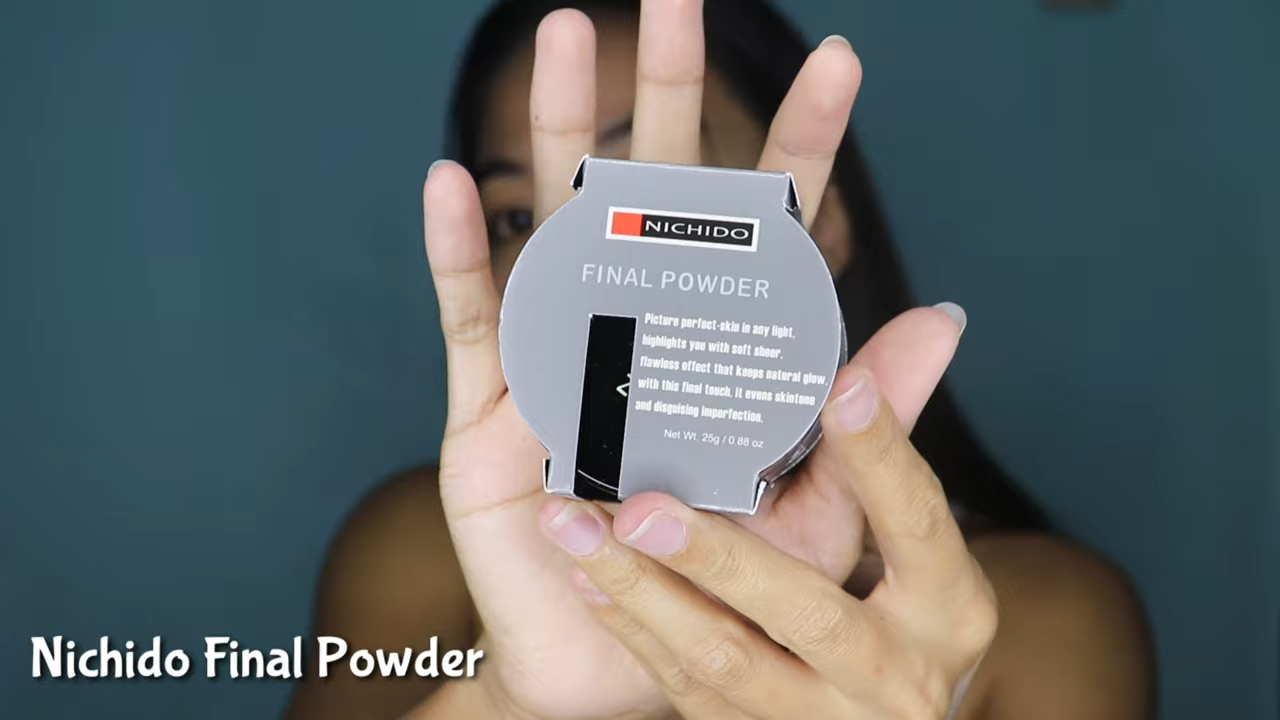 NICHIDO
FINAL POWDER
Picture perfect-skin in any light,
highlights you with soft sheer,
flawless effect that keeps natural glow,
with this final touch, it evens skintone
and disguising imperfection.
Net Wt. 25g / 0.88 oz
Nichido Final Powder